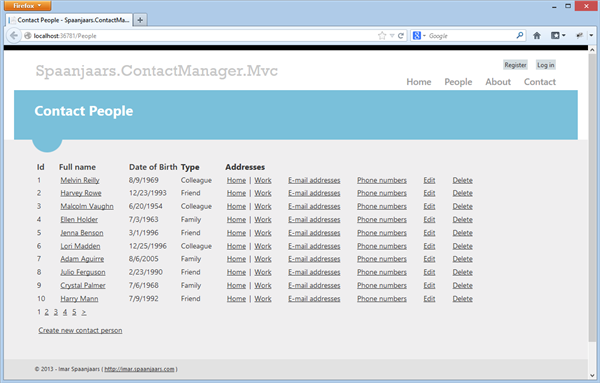 Firefox
Contact People - Spaanjaars.ContactMa...
localhost:36781/People
Google
Spaanjaars.ContactManager.Mvc
Register Log in
Home People About Contact
Contact People
Id Full name Date of Birth Type Addresses
1 Melvin Reilly 8/9/1969 Colleague Home | Work E-mail addresses Phone numbers Edit Delete
2 Harvey Rowe 12/23/1993 Friend Home | Work E-mail addresses Phone numbers Edit Delete
3 Malcolm Vaughn 6/20/1954 Colleague Home | Work E-mail addresses Phone numbers Edit Delete
4 Ellen Holder 7/3/1963 Family Home | Work E-mail addresses Phone numbers Edit Delete
5 Jenna Benson 3/1/1996 Friend Home | Work E-mail addresses Phone numbers Edit Delete
6 Lori Madden 12/25/1996 Colleague Home | Work E-mail addresses Phone numbers Edit Delete
7 Adam Aguirre 8/6/2005 Family Home | Work E-mail addresses Phone numbers Edit Delete
8 Julio Ferguson 2/23/1990 Friend Home | Work E-mail addresses Phone numbers Edit Delete
9 Crystal Palmer 7/6/1968 Family Home | Work E-mail addresses Phone numbers Edit Delete
10 Harry Mann 7/9/1992 Friend Home | Work E-mail addresses Phone numbers Edit Delete
1 2 3 4 5 >
Create new contact person
© 2013 - Imar Spaanjaars ( http://imar.spaanjaars.com )